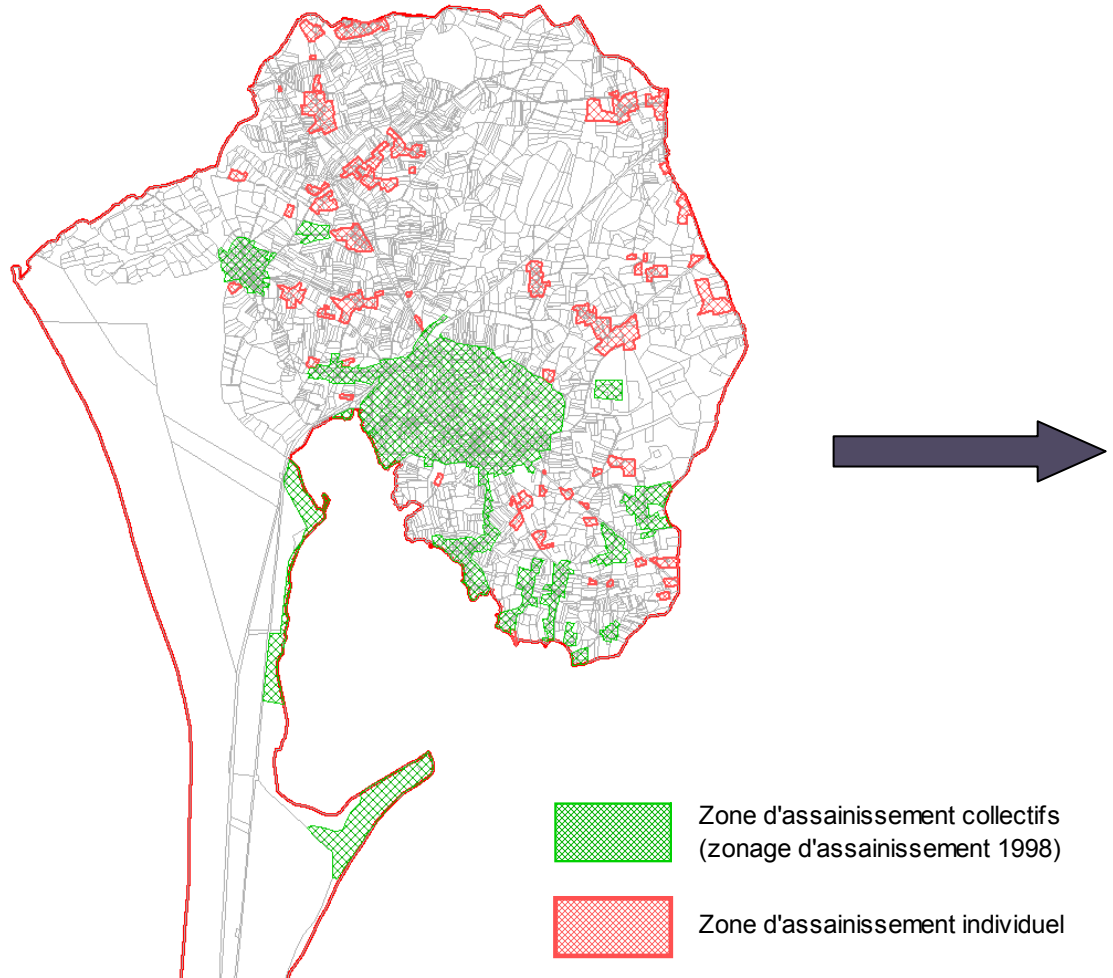 Zone d'assainissement collectifs
(zonage d'assainissement 1998)
Zone d'assainissement individuel